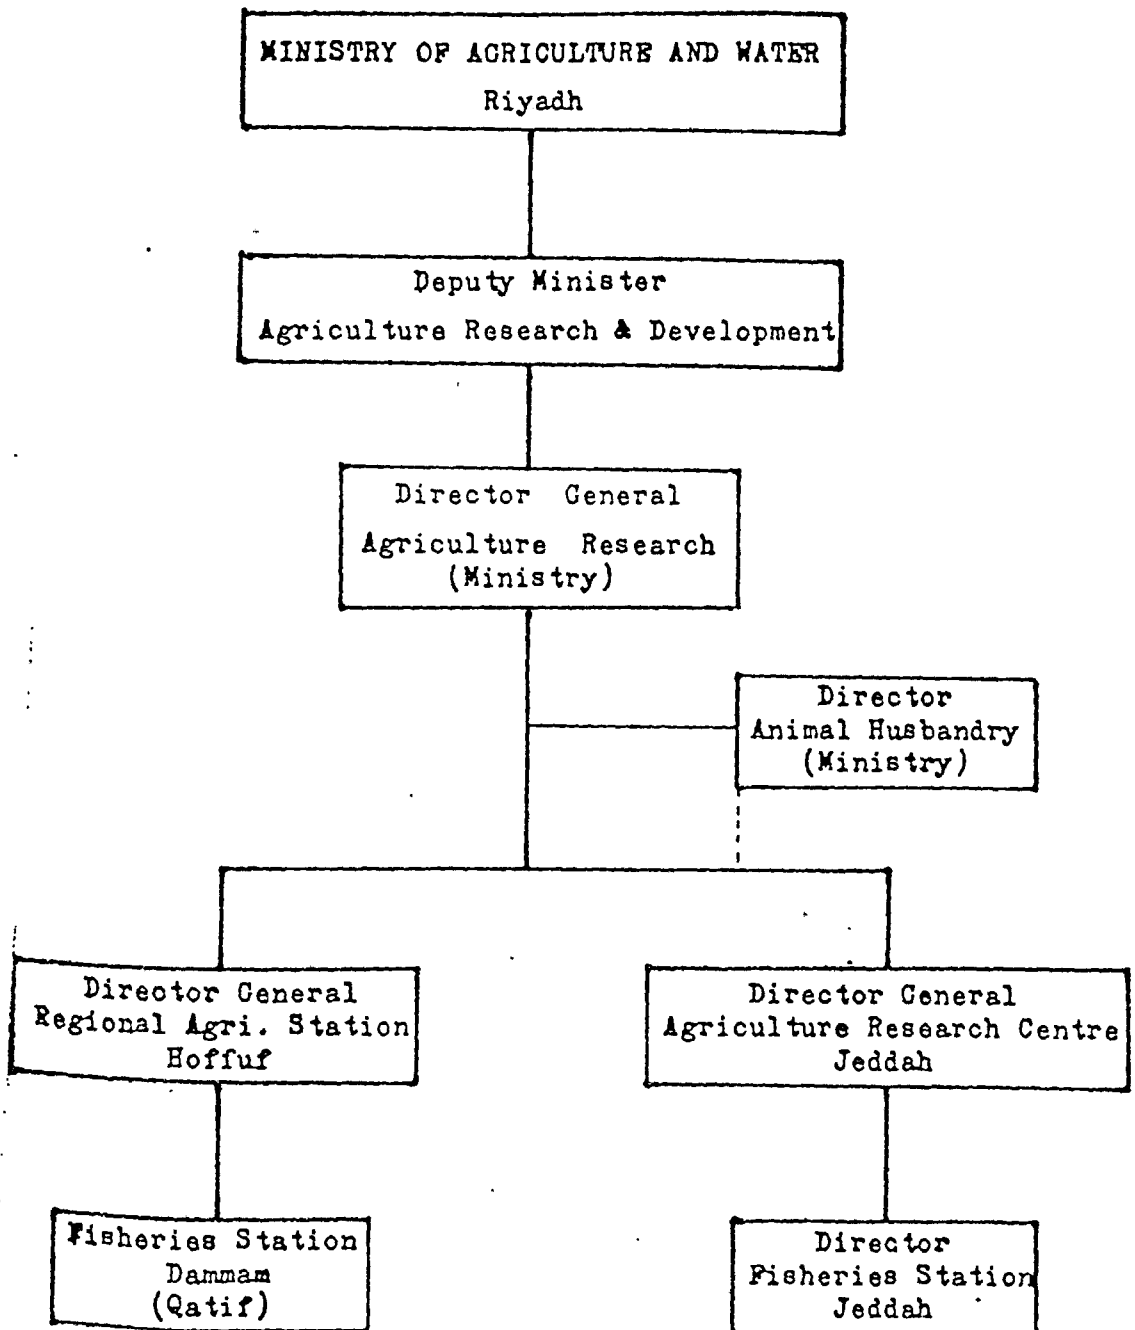 MINISTRY OF AGRICULTURE AND WATER
Riyadh
Deputy Minister
Agriculture Research & Development
Director General
Agriculture Research
(Ministry)
Director
Animal Husbandry
(Ministry)
Director General
Regional Agri. Station
Hoffuf
Director General
Agriculture Research Centre
Jeddah
Fisheries Station
Dammam
(Qatif)
Director
Fisheries Station
Jeddah